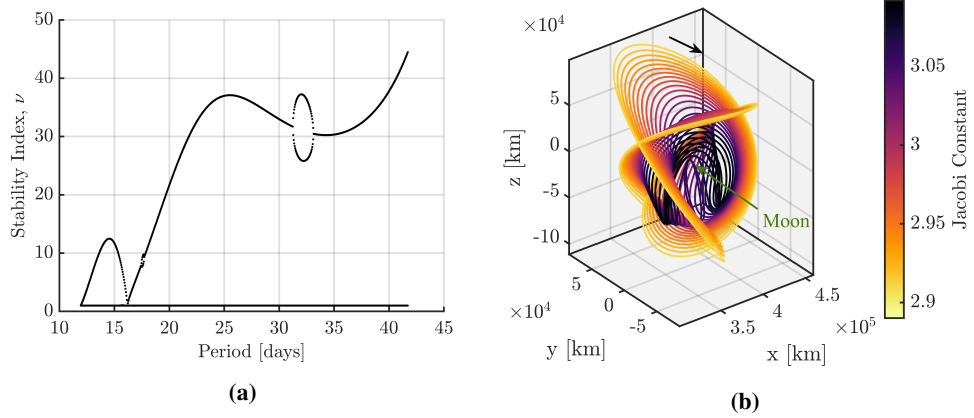 50
40
30
20
10
0
Stability Index, ν
10 15 20 25 30 35 40 45
Period [days]
(a)
×10⁴
5
0
-5
-10
z [km]
Moon
5
0
-5
×10⁴
y [km]
3.5
4
4.5
×10⁵
x [km]
3.05
3
2.95
2.9
Jacobi Constant
(b)